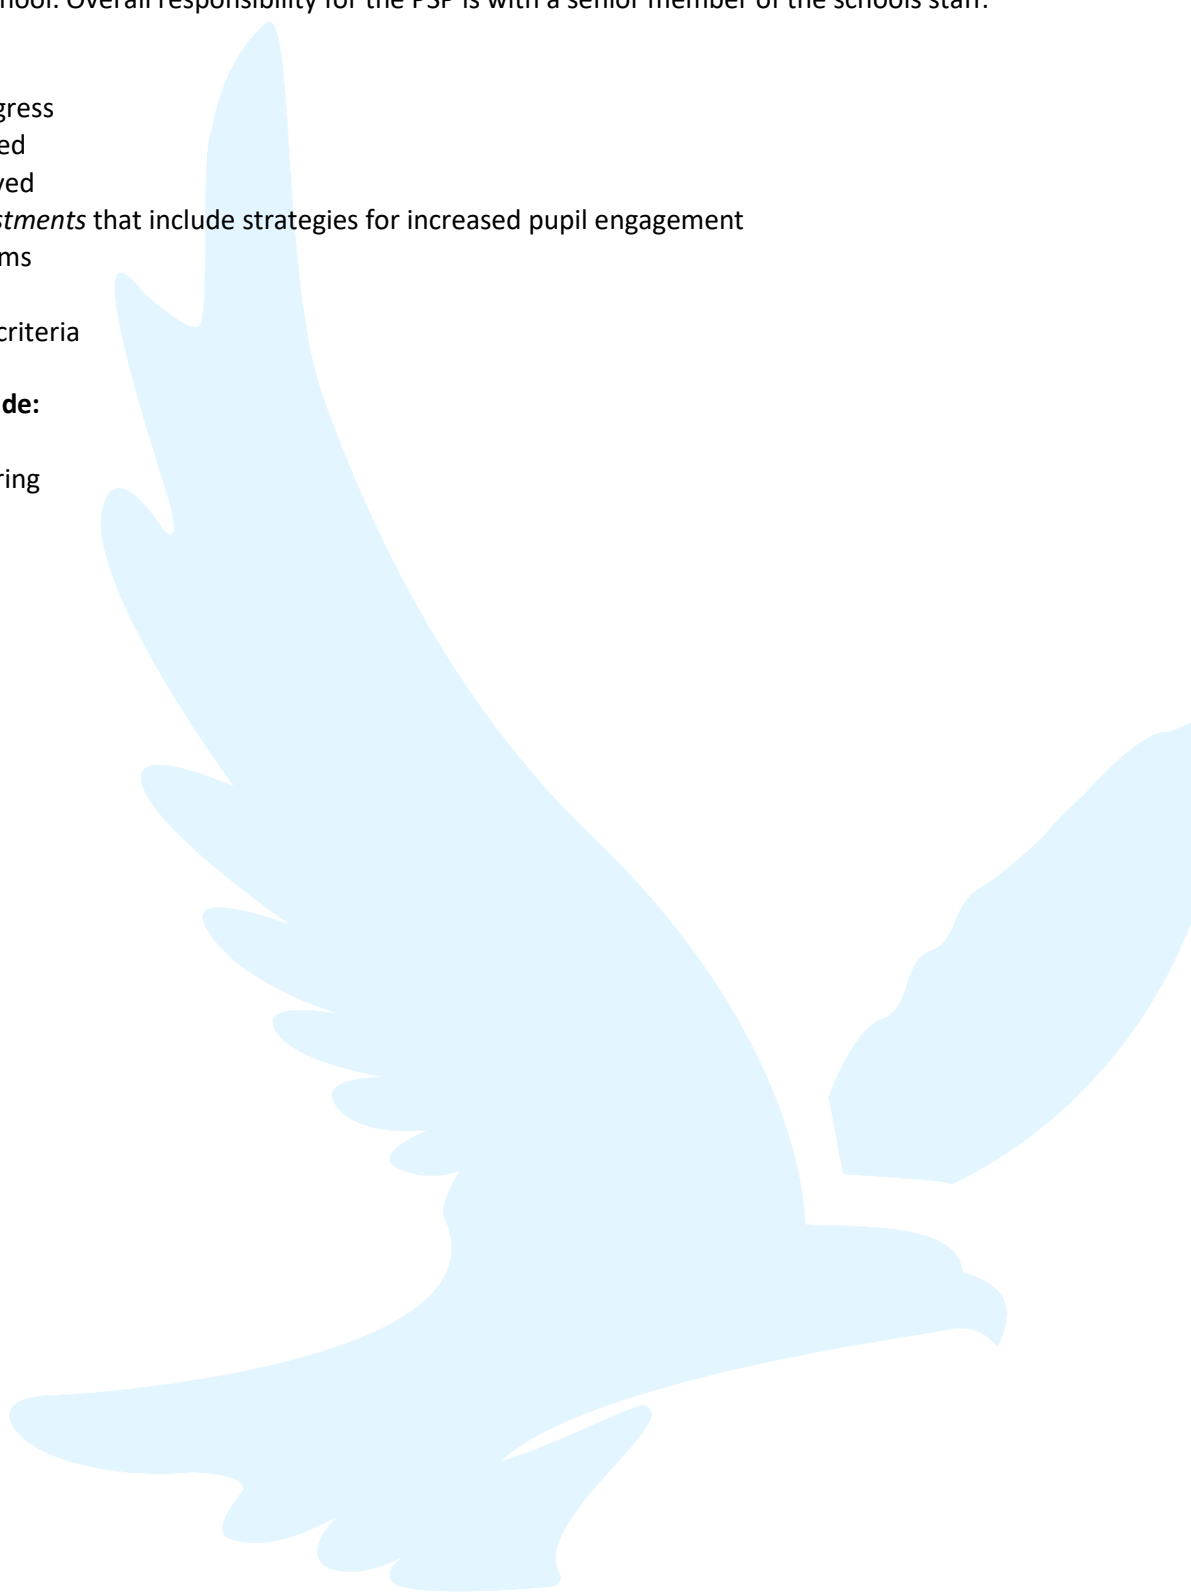 hool. Overall responsibility for the PSP is with a senior member of the schools staff.
gress
ed
ved
stments that include strategies for increased pupil engagement
ms
criteria
de:
ring